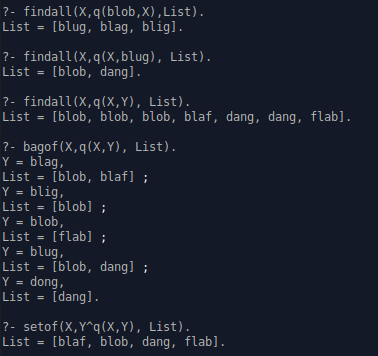 ?- findall(X,q(blob,X),List).
List = [blug, blag, blig].
?- findall(X,q(X,blug), List).
List = [blob, dang].
?- findall(X,q(X,Y), List).
List = [blob, blob, blob, blaf, dang, dang, flab].
?- bagof(X,q(X,Y), List).
Y = blag,
List = [blob, blaf] ;
Y = blig,
List = [blob] ;
Y = blob,
List = [flab] ;
Y = blug,
List = [blob, dang] ;
Y = dong,
List = [dang].
?- setof(X,Y^q(X,Y), List).
List = [blaf, blob, dang, flab].